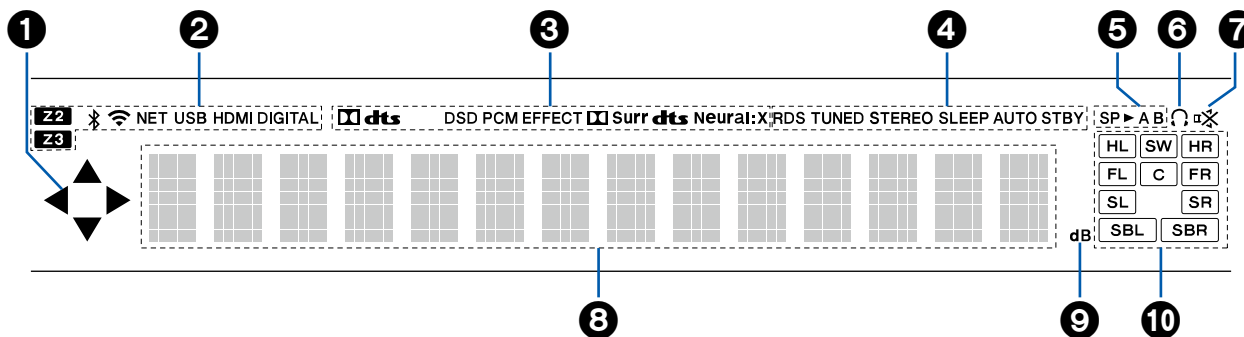 1 2 3 4 5 6 7
Z2 NET USB HDMI DIGITAL dts DSD PCM EFFECT Surr dts Neural:X RDS TUNED STEREO SLEEP AUTO STBY SP ► A B
Z3
HL SW HR
FL C FR
SL SR
dB SBL SBR
8 9 10